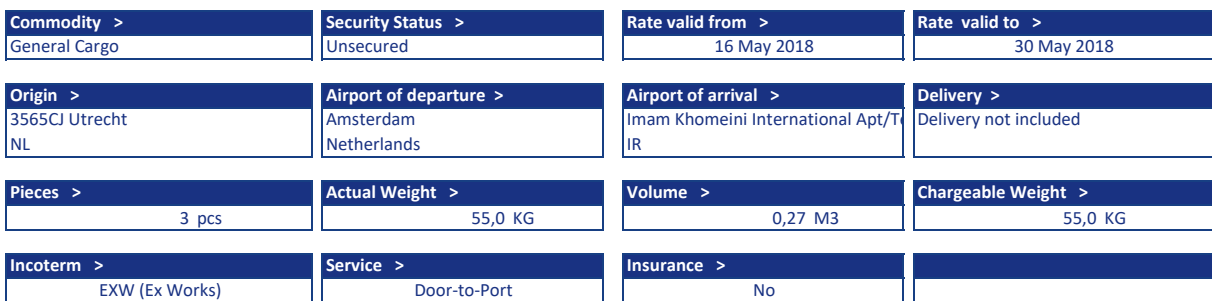 Commodity > Security Status > Rate valid from > Rate valid to >
General Cargo Unsecured 16 May 2018 30 May 2018
Origin > Airport of departure > Airport of arrival > Delivery >
3565CJ Utrecht Amsterdam Imam Khomeini International Apt/ Delivery not included
NL Netherlands IR
Pieces > Actual Weight > Volume > Chargeable Weight >
3 pcs 55,0 KG 0,27 M3 55,0 KG
Incoterm > Service > Insurance >
EXW (Ex Works) Door-to-Port No